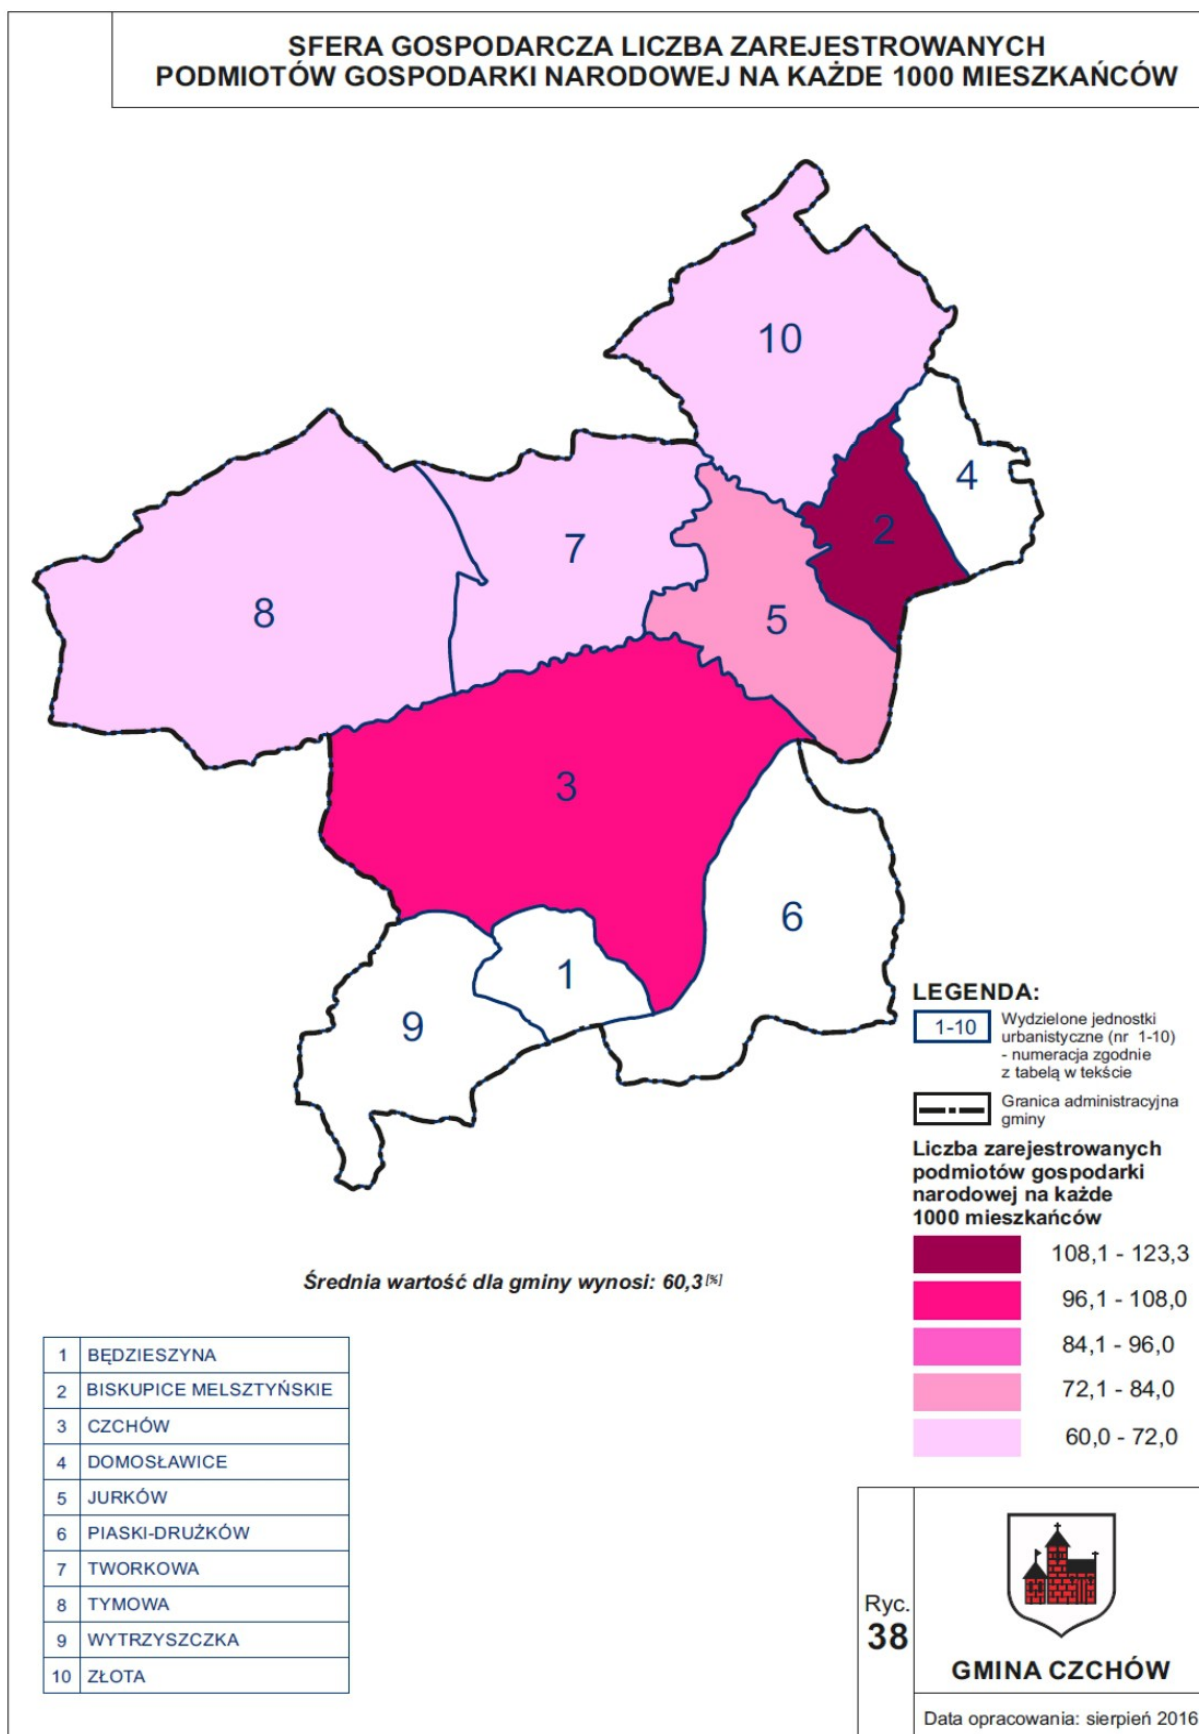 SFERA GOSPODARCZA LICZBA ZAREJESTROWANYCH
PODMIOTÓW GOSPODARKI NARODOWEJ NA KAŻDE 1000 MIESZKAŃCÓW
10
4
2
7
5
8
3
6
1
9
LEGENDA:
1-10
Wydzielone jednostki
urbanistyczne (nr 1-10)
- numeracja zgodnie
z tabelą w tekście
Granica administracyjna
gminy
Liczba zarejestrowanych
podmiotów gospodarki
narodowej na każde
1000 mieszkańców
108,1 - 123,3
96,1 - 108,0
84,1 - 96,0
72,1 - 84,0
60,0 - 72,0
Średnia wartość dla gminy wynosi: 60,3 [%]
1 BĘDZIESZYNA
2 BISKUPICE MELSZTYŃSKIE
3 CZCHÓW
4 DOMOSŁAWICE
5 JURKÓW
6 PIASKI-DRUŻKÓW
7 TWORKOWA
8 TYMOWA
9 WYTRZYSZCZKA
10 ZŁOTA
Ryc.
38
GMINA CZCHÓW
Data opracowania: sierpień 2016